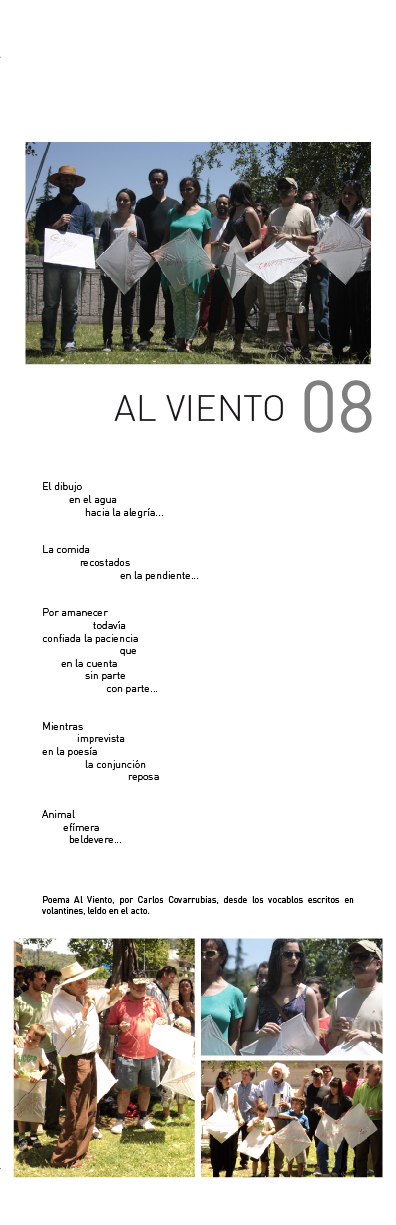 AL VIENTO 08
El dibujo
en el agua
hacia la alegría...
La comida
recostados
en la pendiente...
Por amanecer
todavía
confiada la paciencia
que
en la cuenta
sin parte
con parte...
Mientras
imprevista
en la poesía
la conjunción
reposa
Animal
efímera
beldevere...
Poema Al Viento, por Carlos Covarrubias, desde los vocablos escritos en
volantines, leído en el acto.